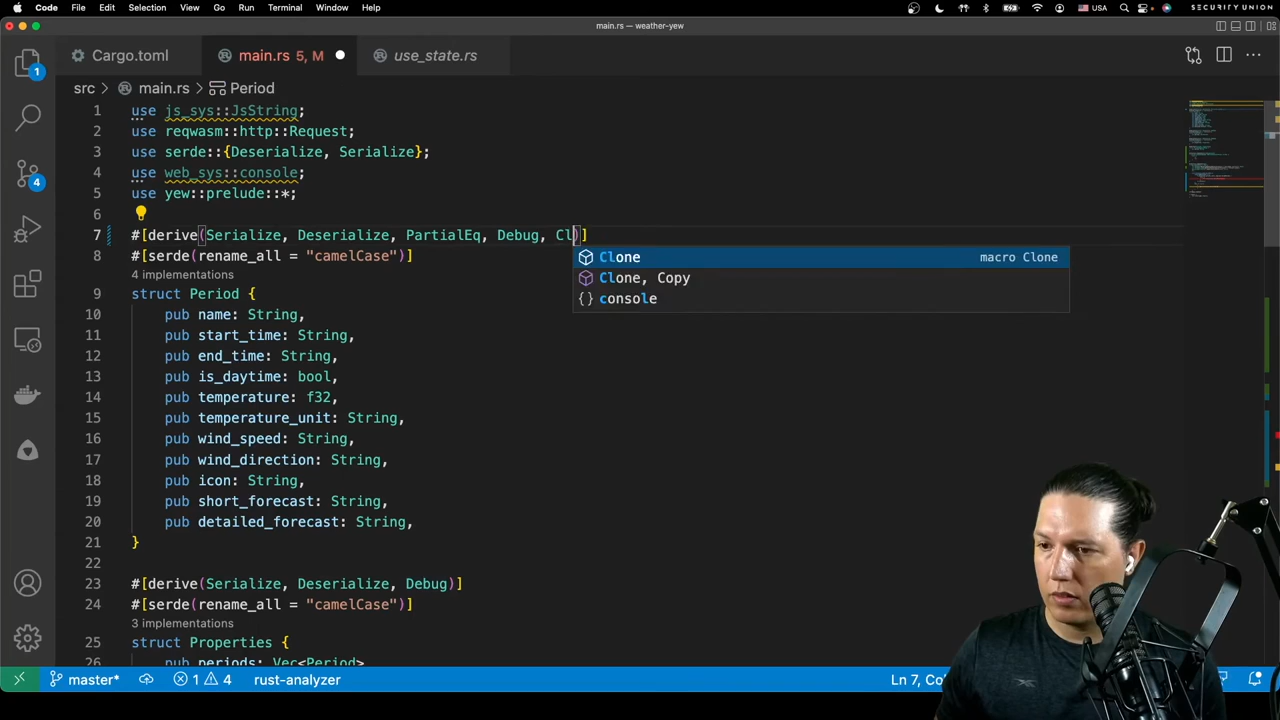 Code File Edit Selection View Go Run Terminal Window Help USA SECURITY UNION
main.rs — weather-yew
Cargo.toml main.rs 5, M use_state.rs
src > main.rs > Period
1 use js_sys::JsString;
2 use reqwasm::http::Request;
3 use serde::{Deserialize, Serialize};
4 use web_sys::console;
5 use yew::prelude::*;
6
7 #[derive(Serialize, Deserialize, PartialEq, Debug, Cl)]
Clone macro Clone
8 #[serde(rename_all = "camelCase")]
Clone, Copy
4 implementations
{} console
9 struct Period {
10 pub name: String,
11 pub start_time: String,
12 pub end_time: String,
13 pub is_daytime: bool,
14 pub temperature: f32,
15 pub temperature_unit: String,
16 pub wind_speed: String,
17 pub wind_direction: String,
18 pub icon: String,
19 pub short_forecast: String,
20 pub detailed_forecast: String,
21 }
22
23 #[derive(Serialize, Deserialize, Debug)]
24 #[serde(rename_all = "camelCase")]
3 implementations
25 struct Properties {
26 pub periods: Vec<Period>
1
4
master* 1 4 rust-analyzer Ln 7,